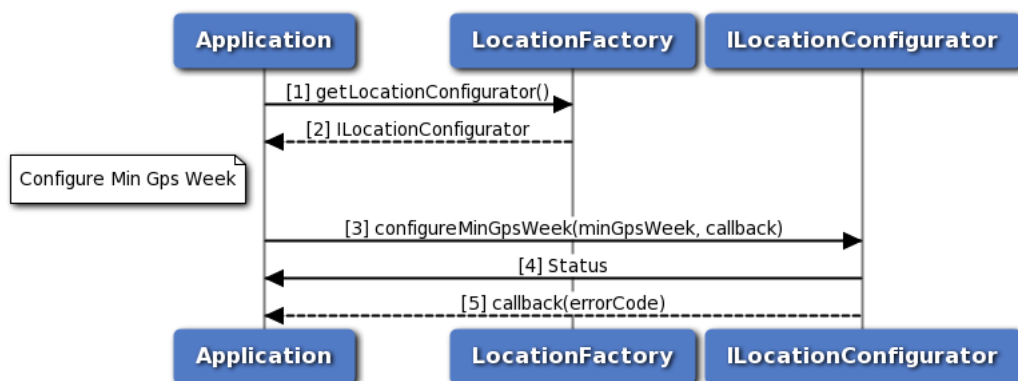 Application
LocationFactory
ILocationConfigurator
[1] getLocationConfigurator()
[2] ILocationConfigurator
Configure Min Gps Week
[3] configureMinGpsWeek(minGpsWeek, callback)
[4] Status
[5] callback(errorCode)
Application
LocationFactory
ILocationConfigurator